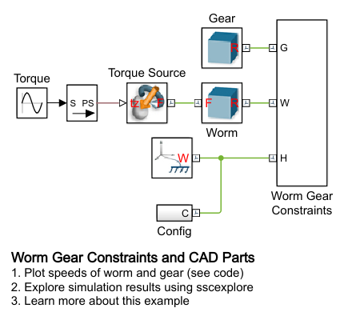 Gear
G
Torque
Torque Source
S PS
F
W
Worm
W
H
C
Config
Worm Gear
Constraints
Worm Gear Constraints and CAD Parts
1. Plot speeds of worm and gear (see code)
2. Explore simulation results using sscexplore
3. Learn more about this example